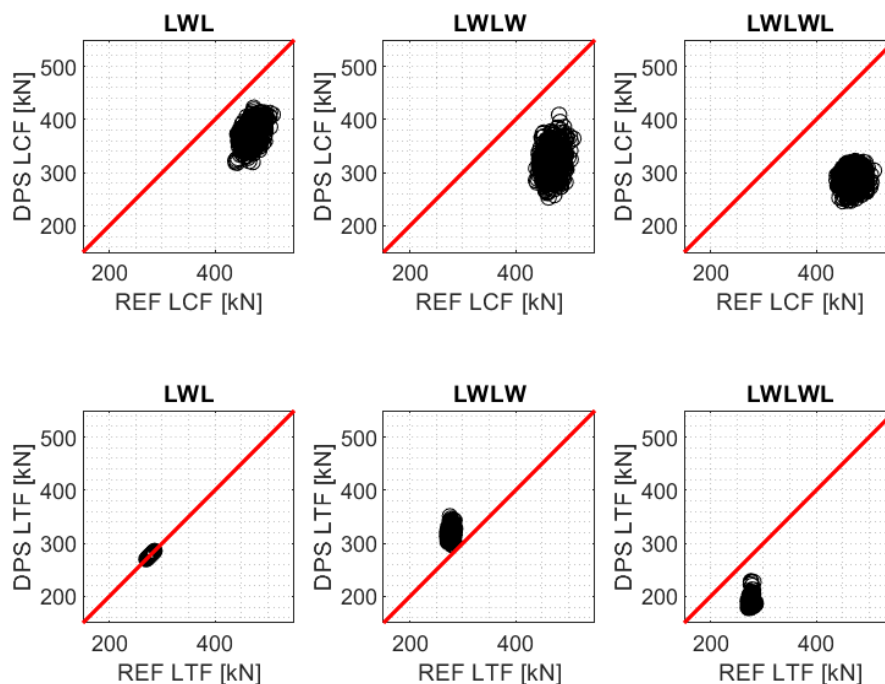 LWL LWLW LWLWL
DPS LCF [kN] DPS LCF [kN] DPS LCF [kN]
500 500 500
400 400 400
300 300 300
200 200 200
200 400 200 400 200 400
REF LCF [kN] REF LCF [kN] REF LCF [kN]
LWL LWLW LWLWL
DPS LTF [kN] DPS LTF [kN] DPS LTF [kN]
500 500 500
400 400 400
300 300 300
200 200 200
200 400 200 400 200 400
REF LTF [kN] REF LTF [kN] REF LTF [kN]